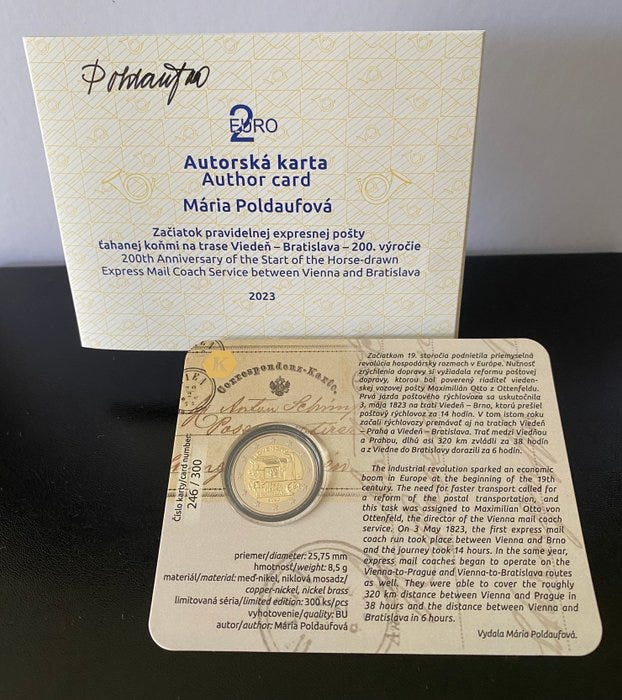 Poldaufová
2
EURO
Autorská karta
Author card
Mária Poldaufová
Začiatok pravidelnej expresnej pošty
ťahanej koňmi na trase Viedeň – Bratislava – 200. výročie
200th Anniversary of the Start of the Horse-drawn
Express Mail Coach Service between Vienna and Bratislava
2023
K
Correspondenz-Karte.
Číslo karty/card number:
246 / 300
priemer/diameter: 25,75 mm
hmotnosť/weight: 8,5 g
materiál/material: meď-nikel, niklová mosadz/
copper-nickel, nickel brass
limitovaná séria/limited edition: 300 ks/pcs
vyhotovenie/quality: BU
autor/author: Mária Poldaufová
Začiatkom 19. storočia podnietila priemyselná
revolúcia hospodársky rozmach v Európe. Nutnosť
zrýchlenia dopravy si vyžiadala reformu poštovej
dopravy, ktorou bol poverený riaditeľ vieden-
skej vozovej pošty Maximilián Otto z Ottenfeldu.
Prvá jazda poštového rýchlovoza sa uskutočnila
3. mája 1823 na trati Viedeň – Brno, ktorú prešiel
poštový rýchlovoz za 14 hodín. V tom istom roku
začali rýchlovozy premávať aj na tratiach Viedeň
– Praha a Viedeň – Bratislava. Trať medzi Viedňou
a Prahou, dlhú asi 320 km zvládli za 38 hodín
a z Viedne do Bratislavy dorazili za 6 hodín.
The industrial revolution sparked an economic
boom in Europe at the beginning of the 19th
century. The need for faster transport called for
a reform of the postal transportation, and
this task was assigned to Maximilian Otto von
Ottenfeld, the director of the Vienna mail coach
service. On 3 May 1823, the first express mail
coach run took place between Vienna and Brno
and the journey took 14 hours. In the same year,
express mail coaches began to operate on the
Vienna-to-Prague and Vienna-to-Bratislava routes
as well. They were able to cover the roughly
320 km distance between Vienna and Prague in
38 hours and the distance between Vienna and
Bratislava in 6 hours.
Vydala Mária Poldaufová.